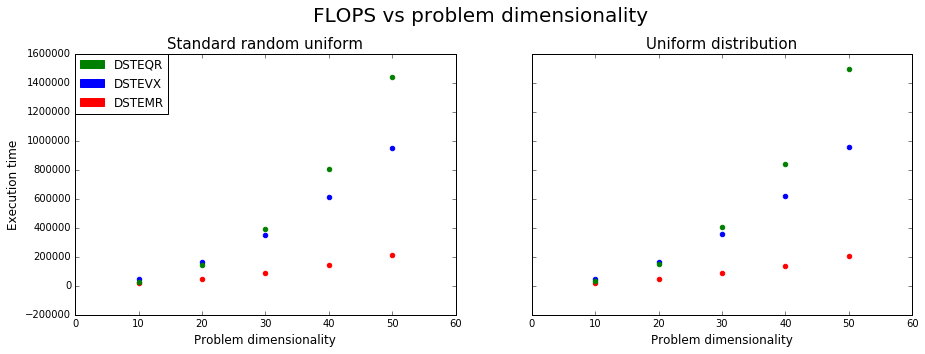 FLOPS vs problem dimensionality
Standard random uniform
Uniform distribution
1600000
1400000
1200000
1000000
800000
600000
400000
200000
0
−200000
Execution time
DSTEQR
DSTEVX
DSTEMR
0 10 20 30 40 50 60
Problem dimensionality
0 10 20 30 40 50 60
Problem dimensionality